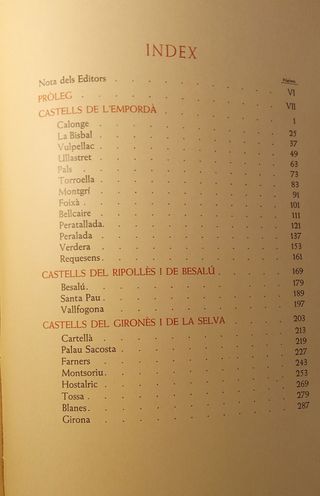 INDEX
Pàgines
Nota dels Editors . . . . . . . . . . VI
PRÒLEG . . . . . . . . . . VII
CASTELLS DE L'EMPORDÀ . . . . . . . . . . 1
Calonge . . . . . . . . . . 25
La Bisbal . . . . . . . . . . 37
Vulpellac . . . . . . . . . . 49
Ullastret . . . . . . . . . . 63
Pals . . . . . . . . . . 73
Torroella . . . . . . . . . . 83
Montgrí . . . . . . . . . . 91
Foixà . . . . . . . . . . 101
Bellcaire . . . . . . . . . . 111
Peratallada. . . . . . . . . . 121
Peralada . . . . . . . . . . 137
Verdera . . . . . . . . . . 153
Requesens . . . . . . . . . . 161
CASTELLS DEL RIPOLLÈS I DE BESALÚ . . . . . 169
Besalú. . . . . . . . . . 179
Santa Pau . . . . . . . . . . 189
Vallfogona . . . . . . . . . . 197
CASTELLS DEL GIRONÈS I DE LA SELVA . . . . . 203
Cartellà . . . . . . . . . . 213
Palau Sacosta . . . . . . . . . . 219
Farners . . . . . . . . . . 227
Montsoriu . . . . . . . . . . 243
Hostalric . . . . . . . . . . 253
Tossa . . . . . . . . . . 269
Blanes . . . . . . . . . . 279
Girona . . . . . . . . . . 287